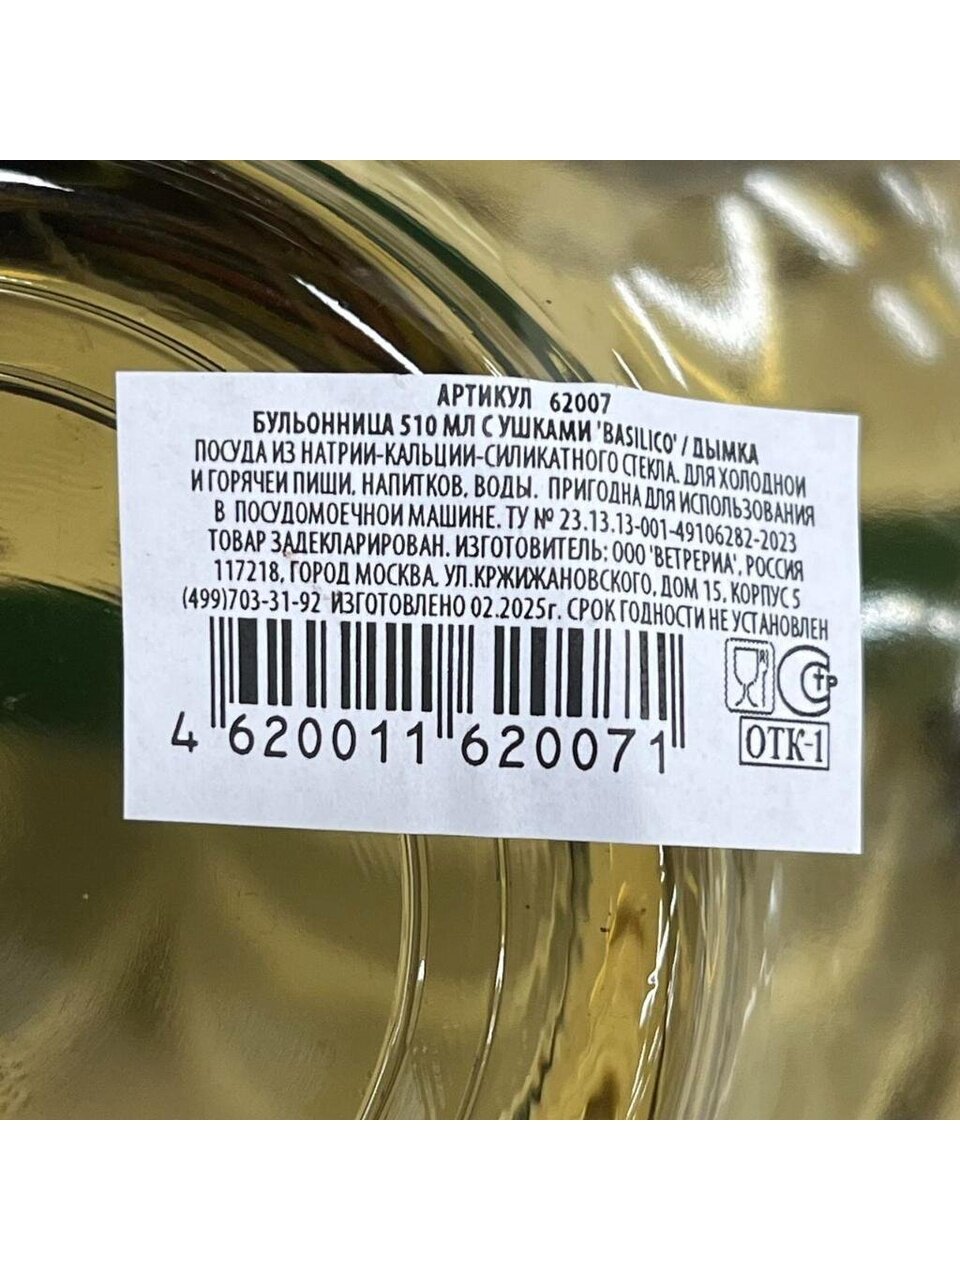 АРТИКУЛ 62007
БУЛЬОННИЦА 510 МЛ С УШКАМИ 'BASILICO' / ДЫМКА
ПОСУДА ИЗ НАТРИИ-КАЛЬЦИИ-СИЛИКАТНОГО СТЕКЛА. ДЛЯ ХОЛОДНОИ
И ГОРЯЧЕИ ПИЩИ, НАПИТКОВ, ВОДЫ. ПРИГОДНА ДЛЯ ИСПОЛЬЗОВАНИЯ
В ПОСУДОМОЕЧНОИ МАШИНЕ. ТУ № 23.13.13-001-49106282-2023
ТОВАР ЗАДЕКЛАРИРОВАН. ИЗГОТОВИТЕЛЬ: ООО 'ВЕТРЕРИА', РОССИЯ
117218, ГОРОД МОСКВА. УЛ.КРЖИЖАНОВСКОГО, ДОМ 15, КОРПУС 5
(499)703-31-92 ИЗГОТОВЛЕНО 02.2025г. СРОК ГОДНОСТИ НЕ УСТАНОВЛЕН
4 620011 620071
СТР
ОТК-1